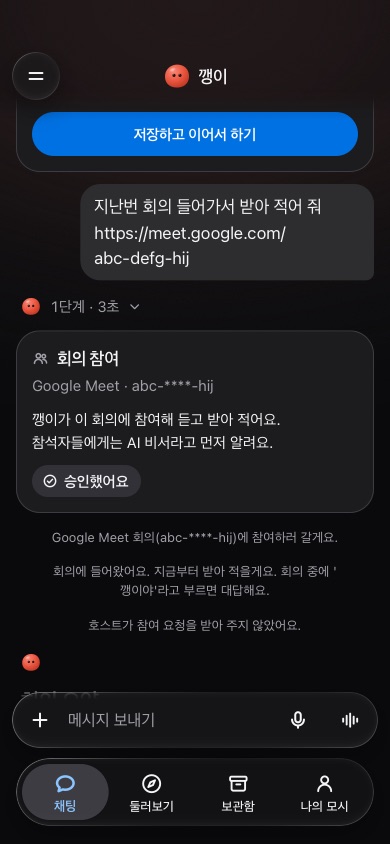 깽이
저장하고 이어서 하기
지난번 회의 들어가서 받아 적어 줘
https://meet.google.com/
abc-defg-hij
1단계 · 3초
회의 참여
Google Meet · abc-****-hij
깽이가 이 회의에 참여해 듣고 받아 적어요.
참석자들에게는 AI 비서라고 먼저 알려요.
승인했어요
Google Meet 회의(abc-****-hij)에 참여하러 갈게요.
회의에 들어왔어요. 지금부터 받아 적을게요. 회의 중에 '
깽이야'라고 부르면 대답해요.
호스트가 참여 요청을 받아 주지 않았어요.
메시지 보내기
채팅
둘러보기
보관함
나의 모시